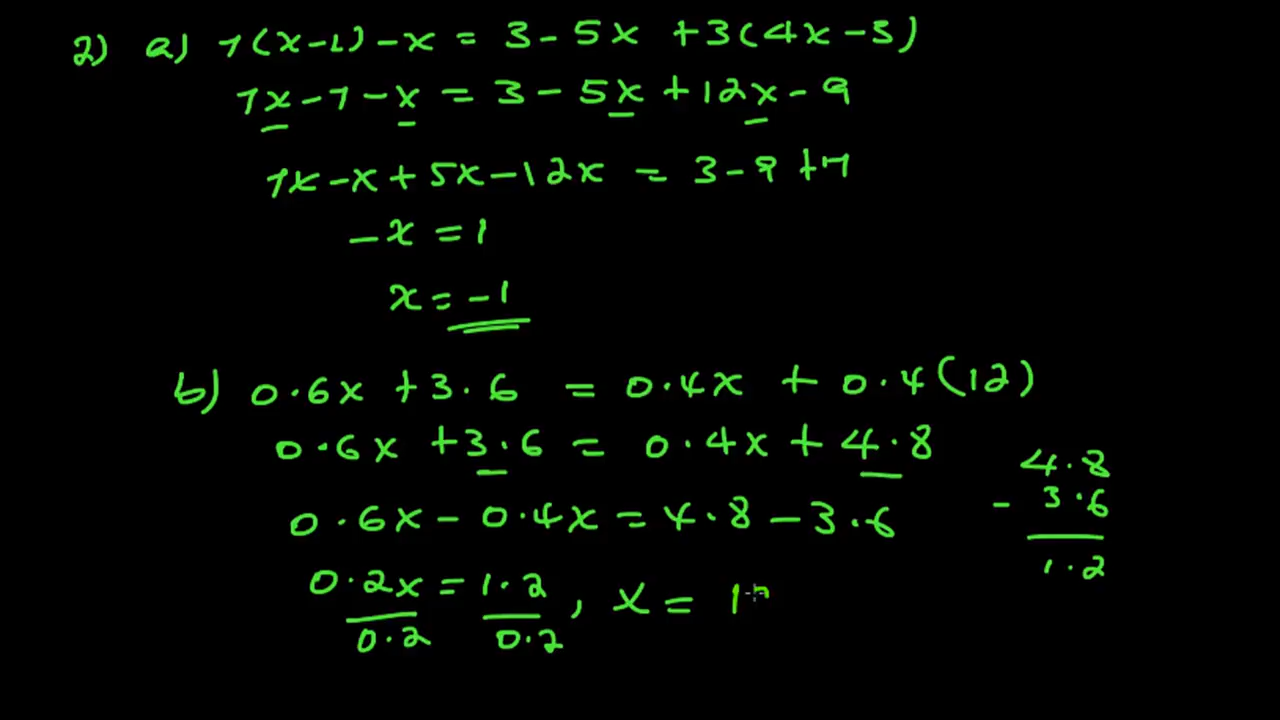 2) a) 7(x-1) - x = 3 - 5x + 3(4x - 3)
7x - 7 - x = 3 - 5x + 12x - 9
7x - x + 5x - 12x = 3 - 9 + 7
- x = 1
x = -1
b) 0.6x + 3.6 = 0.4x + 0.4(12)
0.6x + 3.6 = 0.4x + 4.8
4.8
- 3.6
1.2
0.6x - 0.4x = 4.8 - 3.6
0.2x = 1.2 , x = 1
0.2 0.2